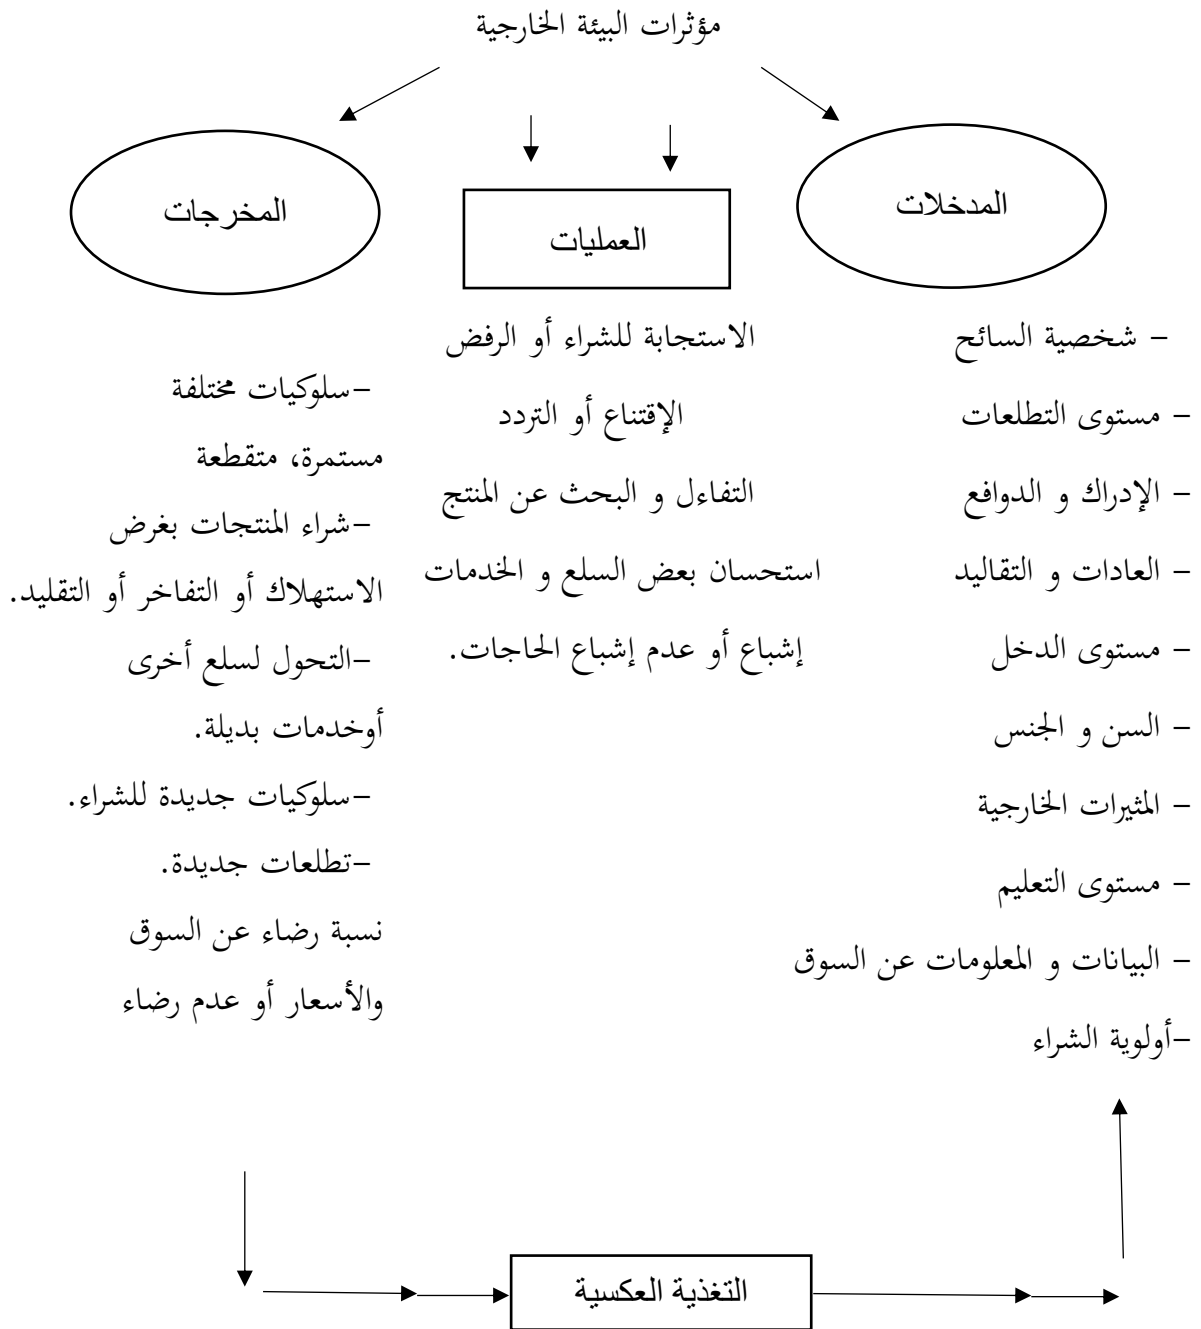 مؤثرات البيئة الخارجية
المدخلات
العمليات
المخرجات
– شخصية السائح
– مستوى التطلعات
– الإدراك و الدوافع
– العادات و التقاليد
– مستوى الدخل
– السن و الجنس
– المثيرات الخارجية
– مستوى التعليم
– البيانات و المعلومات عن السوق
–أولوية الشراء
الاستجابة للشراء أو الرفض
الإقتناع أو التردد
التفاءل و البحث عن المنتج
استحسان بعض السلع و الخدمات
إشباع أو عدم إشباع الحاجات.
–سلوكيات مختلفة
مستمرة، متقطعة
–شراء المنتجات بغرض
الاستهلاك أو التفاخر أو التقليد.
–التحول لسلع أخرى
أوخدمات بديلة.
–سلوكيات جديدة للشراء.
–تطلعات جديدة.
نسبة رضاء عن السوق
والأسعار أو عدم رضاء
التغذية العكسية